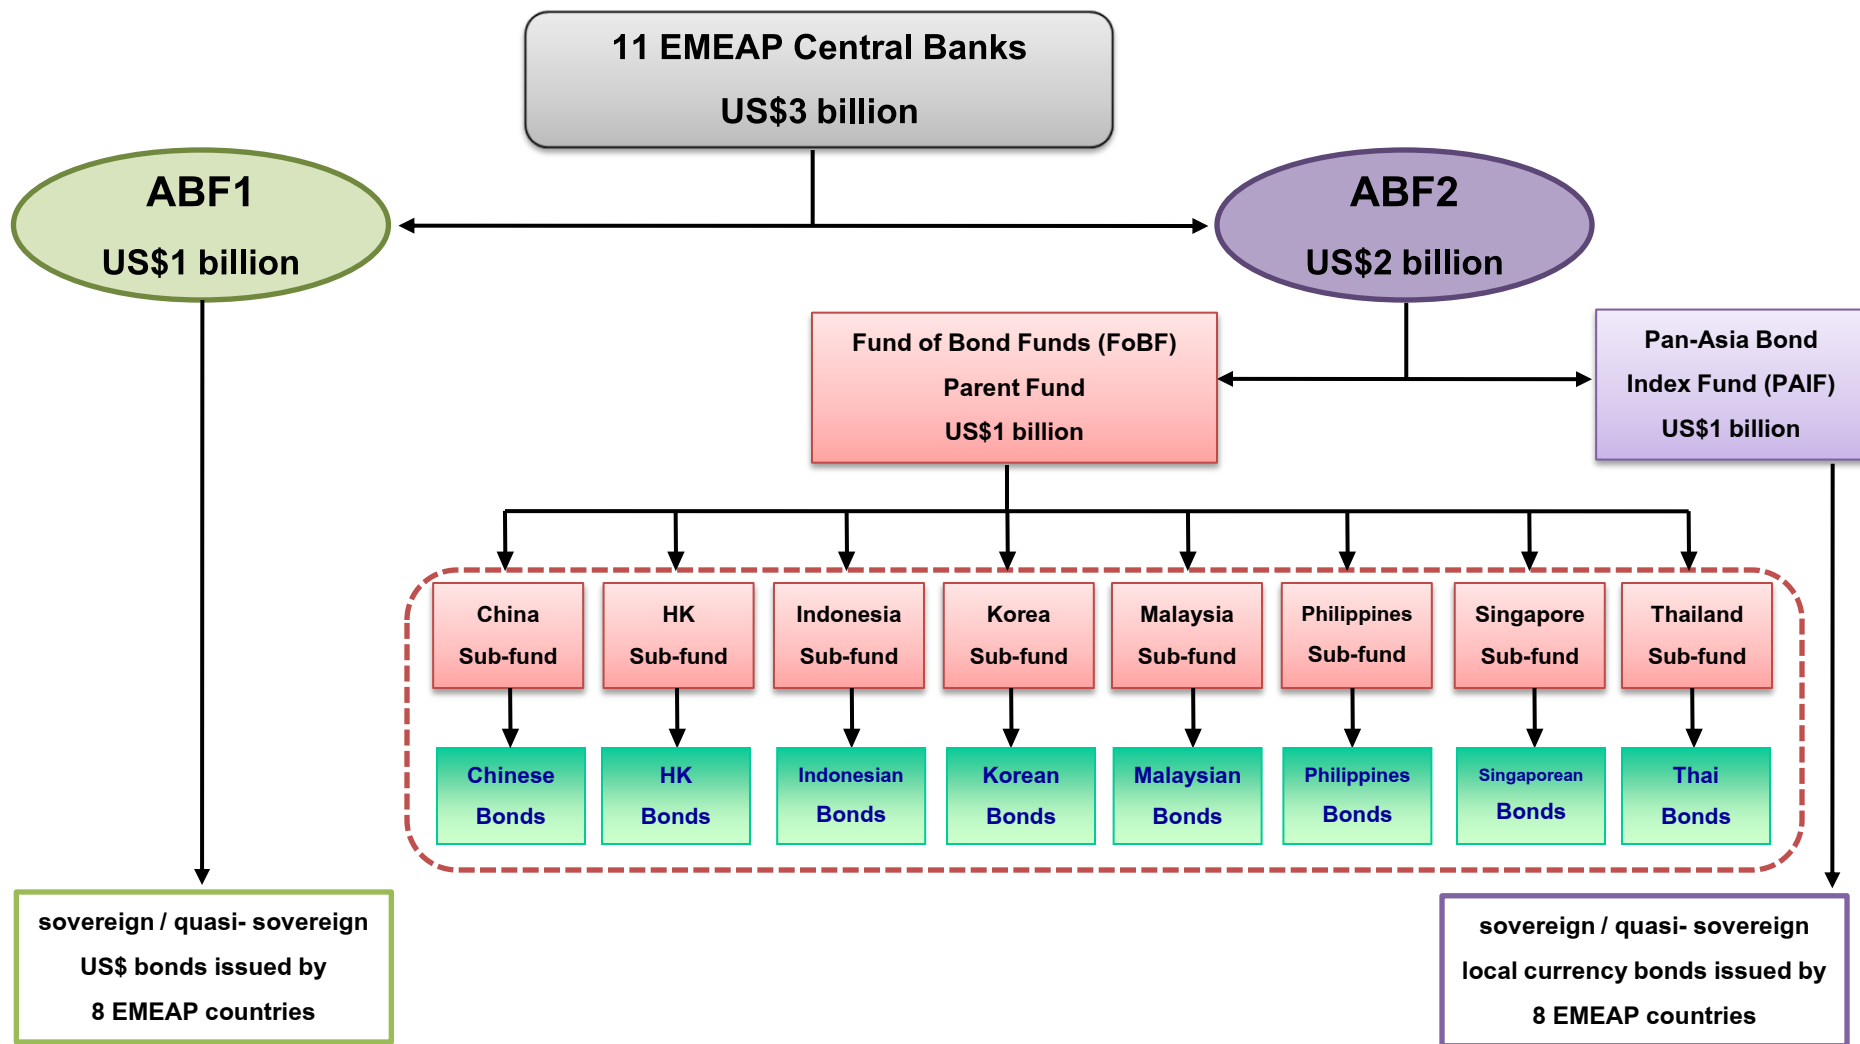 11 EMEAP Central Banks
US$3 billion
ABF1
US$1 billion
ABF2
US$2 billion
Fund of Bond Funds (FoBF)
Parent Fund
US$1 billion
Pan-Asia Bond
Index Fund (PAIF)
US$1 billion
China
Sub-fund
HK
Sub-fund
Indonesia
Sub-fund
Korea
Sub-fund
Malaysia
Sub-fund
Philippines
Sub-fund
Singapore
Sub-fund
Thailand
Sub-fund
Chinese
Bonds
HK
Bonds
Indonesian
Bonds
Korean
Bonds
Malaysian
Bonds
Philippines
Bonds
Singaporean
Bonds
Thai
Bonds
sovereign / quasi- sovereign
US$ bonds issued by
8 EMEAP countries
sovereign / quasi- sovereign
local currency bonds issued by
8 EMEAP countries